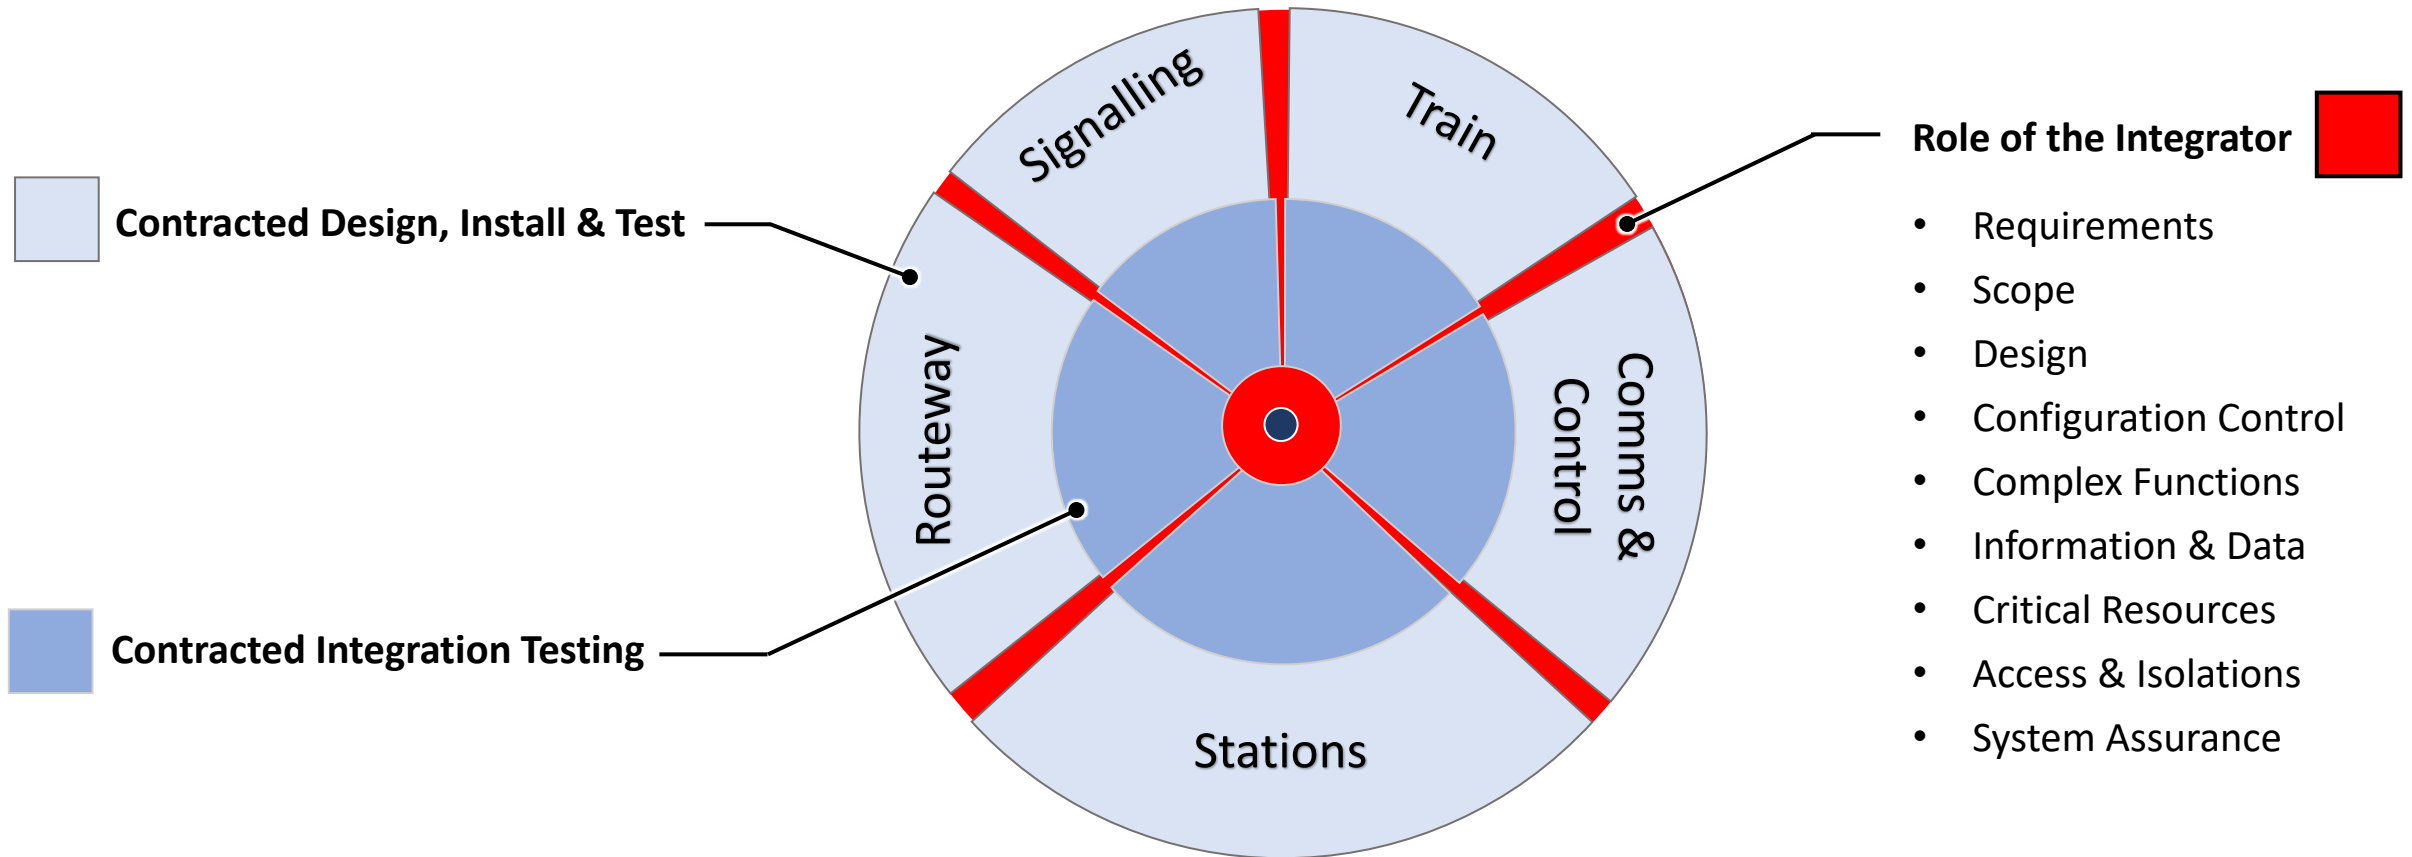 Signalling
Train
Comms &
Control
Stations
Routeway
Contracted Design, Install & Test
Contracted Integration Testing
Role of the Integrator
• Requirements
• Scope
• Design
• Configuration Control
• Complex Functions
• Information & Data
• Critical Resources
• Access & Isolations
• System Assurance